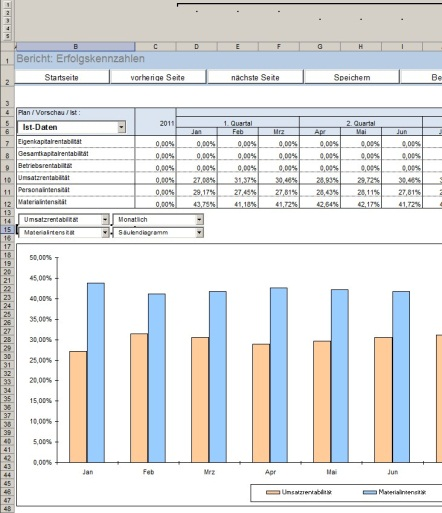 B C D E F G H I
Bericht: Erfolgskennzahlen
Startseite vorherige Seite nächste Seite Speichern Be
Plan / Vorschau / Ist :
Ist-Daten 2011 1. Quartal 2. Quartal
Jan Feb Mrz Apr Mai Jun
Eigenkapitalrentabilität 0,00% 0,00% 0,00% 0,00% 0,00% 0,00% 0,00%
Gesamtkapitalrentabilität 0,00% 0,00% 0,00% 0,00% 0,00% 0,00% 0,00%
Betriebsrentabilität 0,00% 0,00% 0,00% 0,00% 0,00% 0,00% 0,00%
Umsatzrentabilität 0,00% 27,08% 31,37% 30,46% 28,93% 29,72% 30,46%
Personalintensität 0,00% 29,17% 27,45% 27,81% 28,43% 28,11% 27,81%
Materialintensität 0,00% 43,75% 41,18% 41,72% 42,64% 42,17% 41,72%
Umsatzrentabilität Monatlich
Materialintensität Säulendiagramm
50,00%
45,00%
40,00%
35,00%
30,00%
25,00%
20,00%
15,00%
10,00%
5,00%
0,00%
Jan Feb Mrz Apr Mai Jun
Umsatzrentabilität Materialintensität